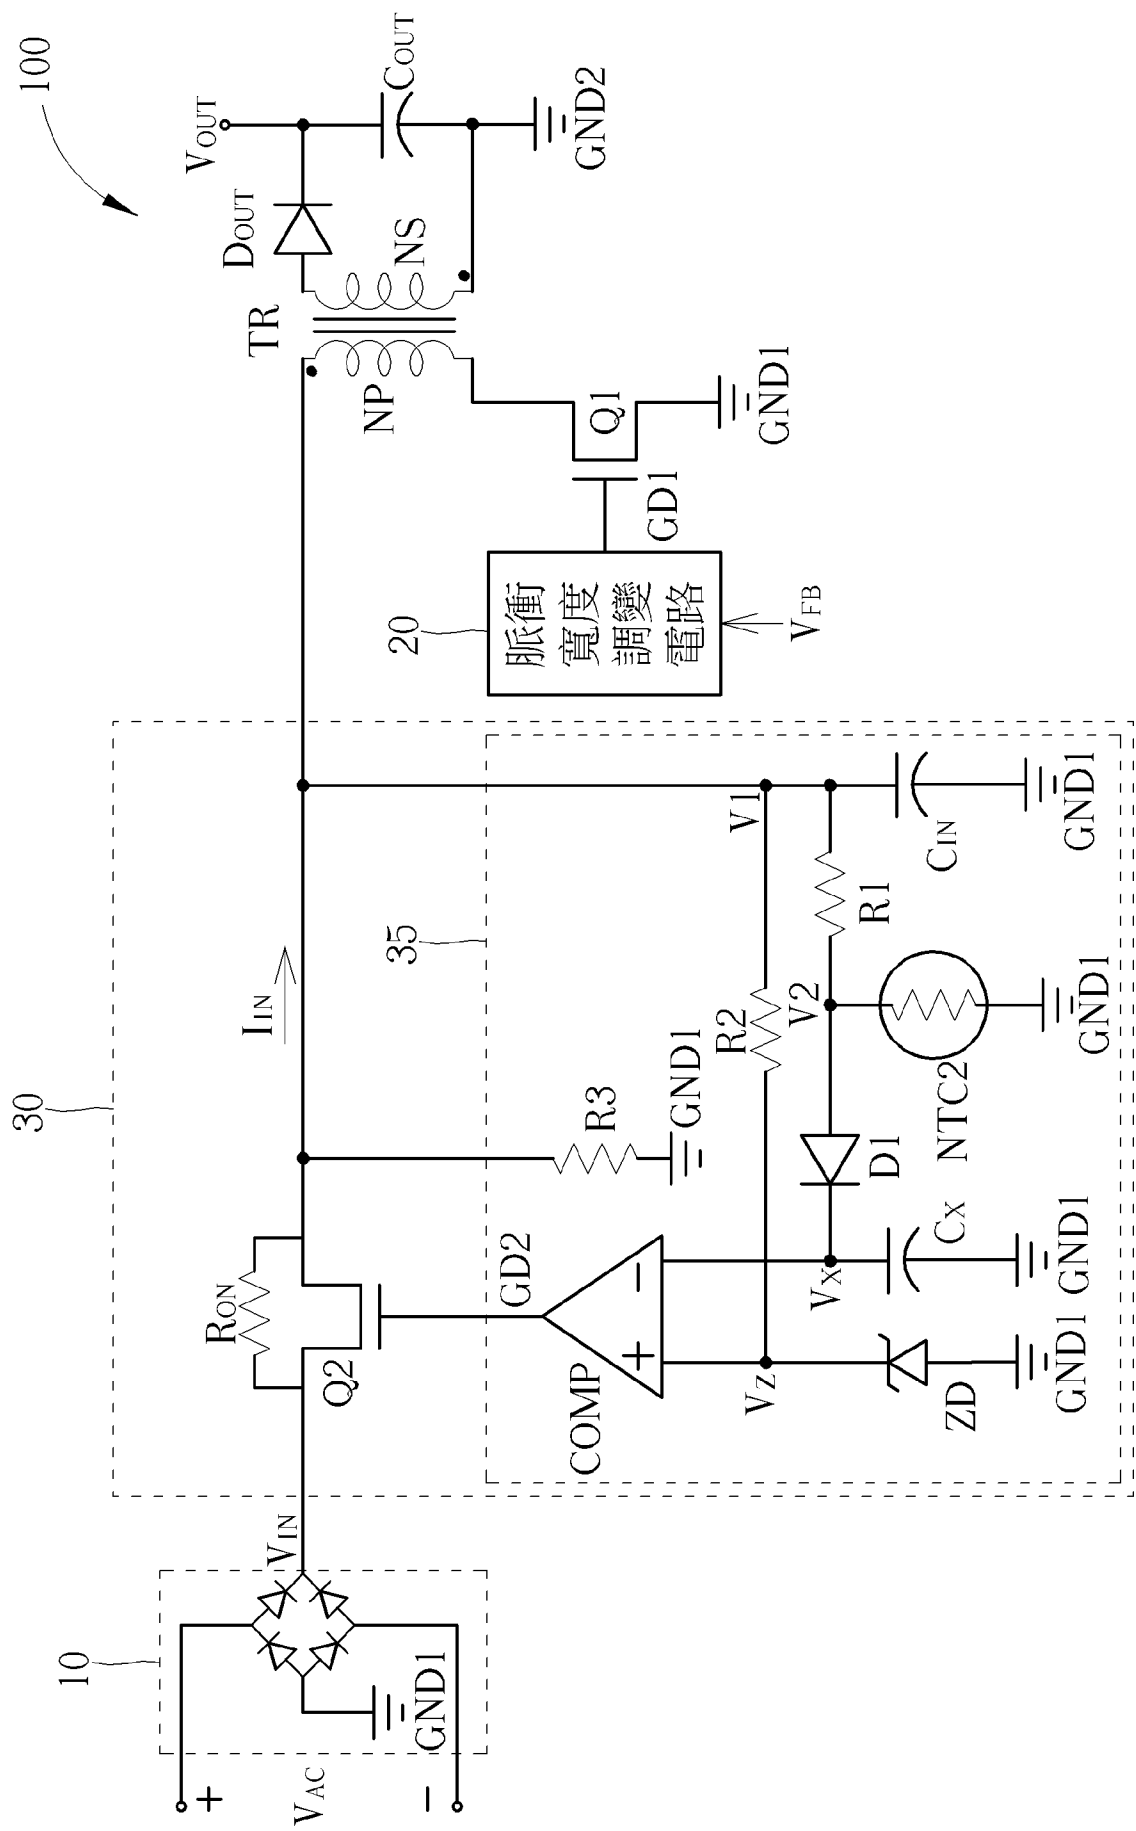 100
30
10
+
VAC
−
GND1
VIN
RON
Q2
IIN
GD2
COMP
+
−
R3
GND1
35
VZ
R2
V1
VX
D1
V2
R1
ZD
GND1
CX
GND1
NTC2
GND1
CIN
GND1
20
脈衝
寬度
調變
電路
VFB
GD1
Q1
GND1
TR
NP
NS
DOUT
VOUT
COUT
GND2